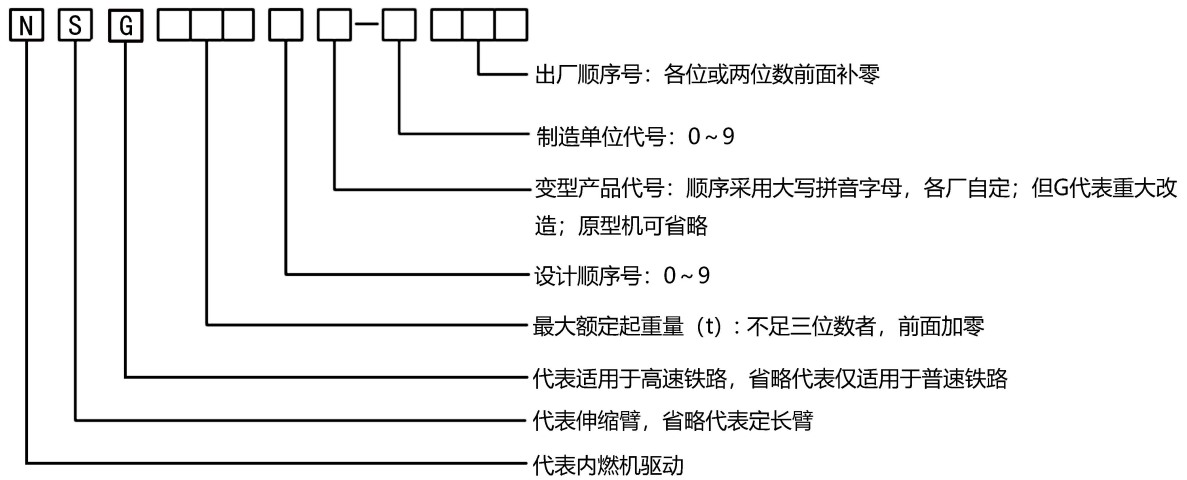 N S G —
出厂顺序号：各位或两位数前面补零
制造单位代号：0～9
变型产品代号：顺序采用大写拼音字母，各厂自定；但G代表重大改
造；原型机可省略
设计顺序号：0～9
最大额定起重量（t）：不足三位数者，前面加零
代表适用于高速铁路，省略代表仅适用于普速铁路
代表伸缩臂，省略代表定长臂
代表内燃机驱动